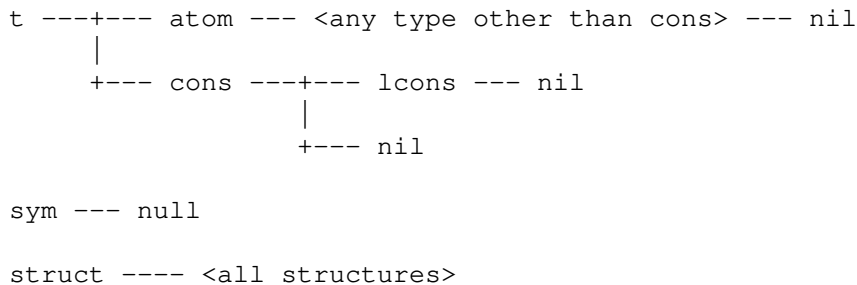 t ---+--- atom --- <any type other than cons> --- nil
     |
     +--- cons ---+--- lcons --- nil
                  |
                  +--- nil

sym --- null

struct ---- <all structures>